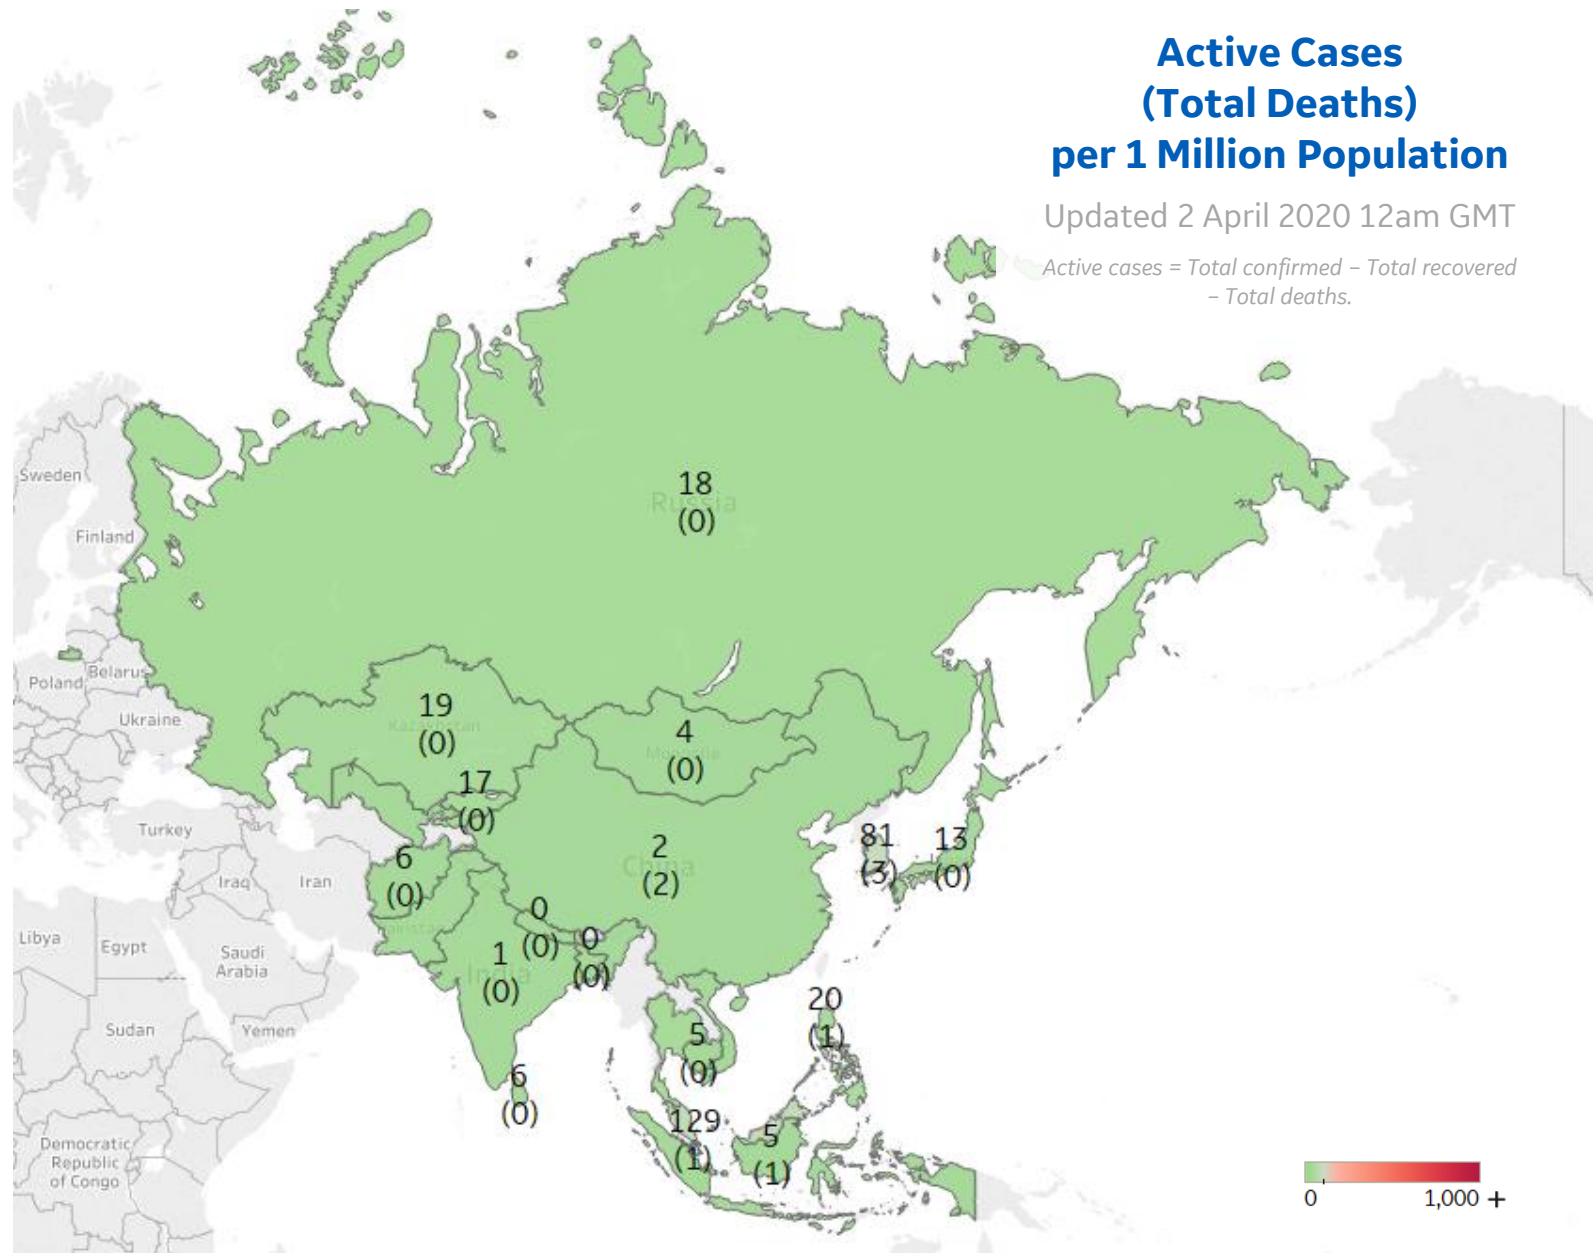 Active Cases
(Total Deaths)
per 1 Million Population
Updated 2 April 2020 12am GMT
Active cases = Total confirmed – Total recovered
– Total deaths.
Sweden
Finland
18
Russia
(0)
Poland
Belarus
Ukraine
19
Kazakhstan
(0)
4
Mongolia
(0)
17
(0)
Turkey
81
(3)
13
(0)
2
China
(2)
6
(0)
Iraq
Iran
0
(0)
0
(0)
Pakistan
Libya
Egypt
Saudi
Arabia
1
India
(0)
20
(1)
Sudan
Yemen
5
(0)
6
(0)
129
(1)
5
(1)
Democratic
Republic
of Congo
0
1,000 +